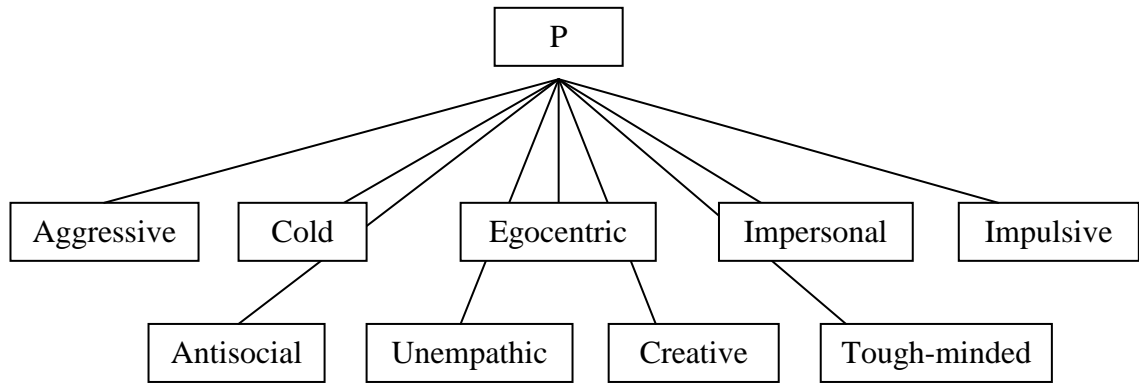 P
Aggressive Cold Egocentric Impersonal Impulsive
Antisocial Unempathic Creative Tough-minded